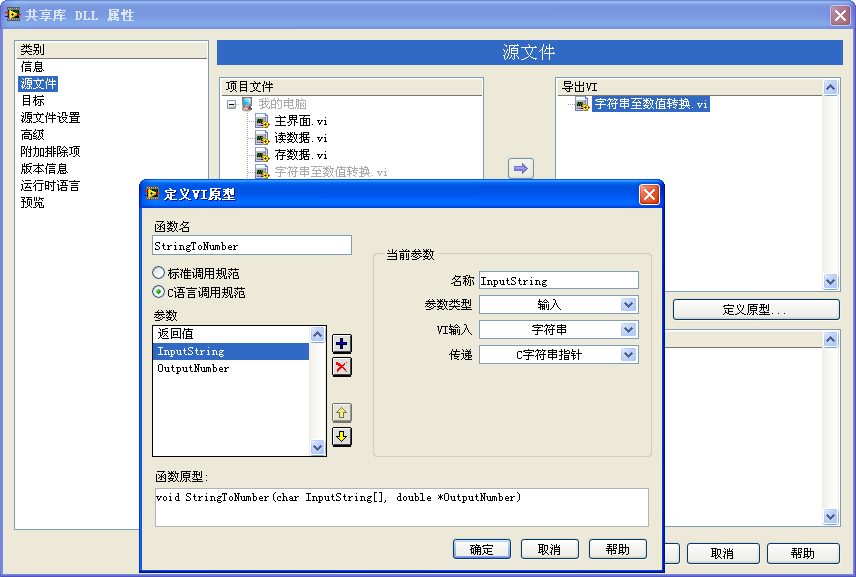 共享库 DLL 属性
类别
信息
源文件
目标
源文件设置
高级
附加排除项
版本信息
运行时语言
预览
源文件
项目文件
我的电脑
主界面.vi
读数据.vi
存数据.vi
字符串至数值转换.vi
导出VI
字符串至数值转换.vi
定义原型...
定义VI原型
函数名
StringToNumber
标准调用规范
C语言调用规范
参数
返回值
InputString
OutputNumber
当前参数
名称 InputString
参数类型 输入
VI输入 字符串
传递 C字符串指针
函数原型:
void StringToNumber(char InputString[], double *OutputNumber)
确定 取消 帮助
取消 帮助